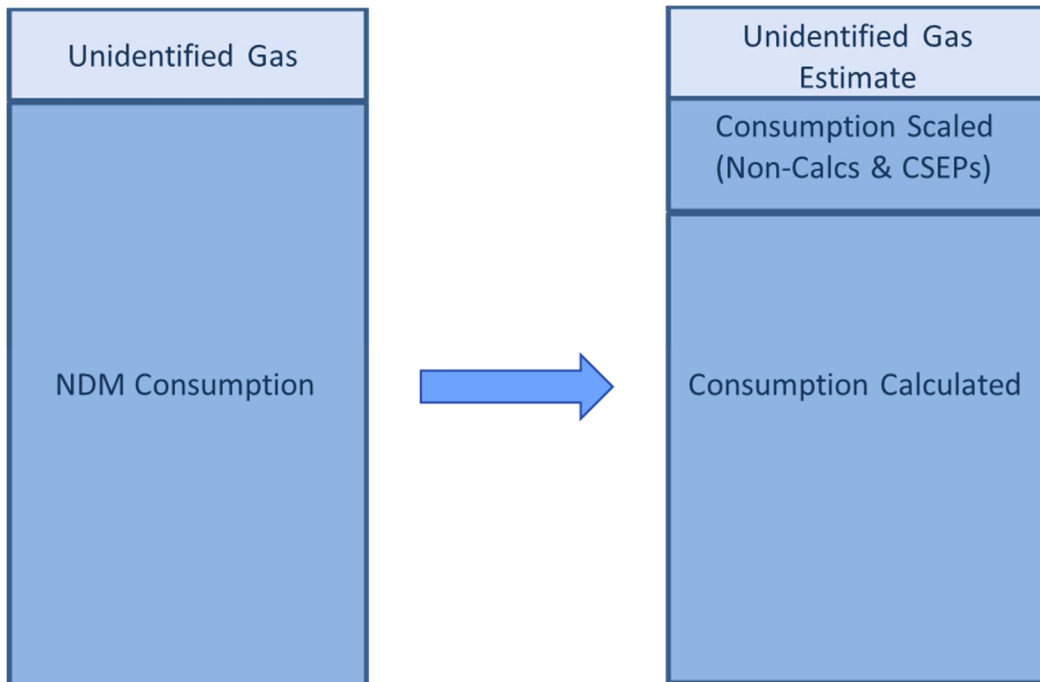 Unidentified Gas
NDM Consumption
Unidentified Gas
Estimate
Consumption Scaled
(Non-Calcs & CSEPs)
Consumption Calculated